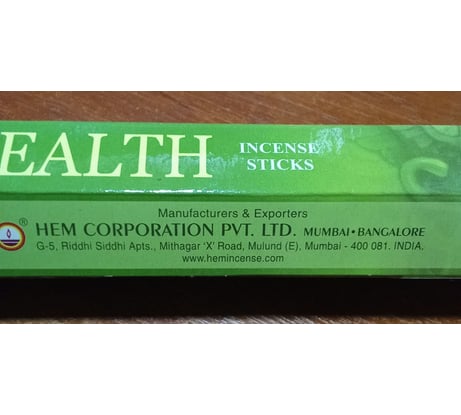 EALTH INCENSE
STICKS
Manufacturers & Exporters
® HEM CORPORATION PVT. LTD. MUMBAI • BANGALORE
G-5, Riddhi Siddhi Apts., Mithagar 'X' Road, Mulund (E), Mumbai - 400 081. INDIA.
www.hemincense.com